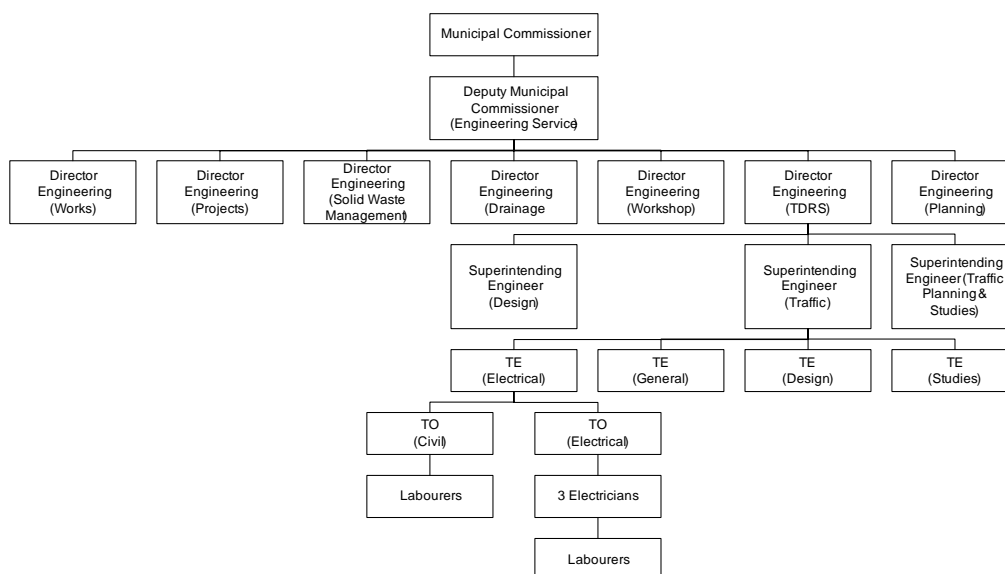 Municipal Commissioner
Deputy Municipal
Commissioner
(Engineering Service)
Director
Engineering
(Works)
Director
Engineering
(Projects)
Director
Engineering
(Solid Waste
Management)
Director
Engineering
(Drainage
Director
Engineering
(Workshop)
Director
Engineering
(TDRS)
Director
Engineering
(Planning)
Superintending
Engineer
(Design)
Superintending
Engineer
(Traffic)
Superintending
Engineer (Traffic
Planning &
Studies)
TE
(Electrical)
TE
(General)
TE
(Design)
TE
(Studies)
TO
(Civil)
TO
(Electrical)
Labourers
3 Electricians
Labourers